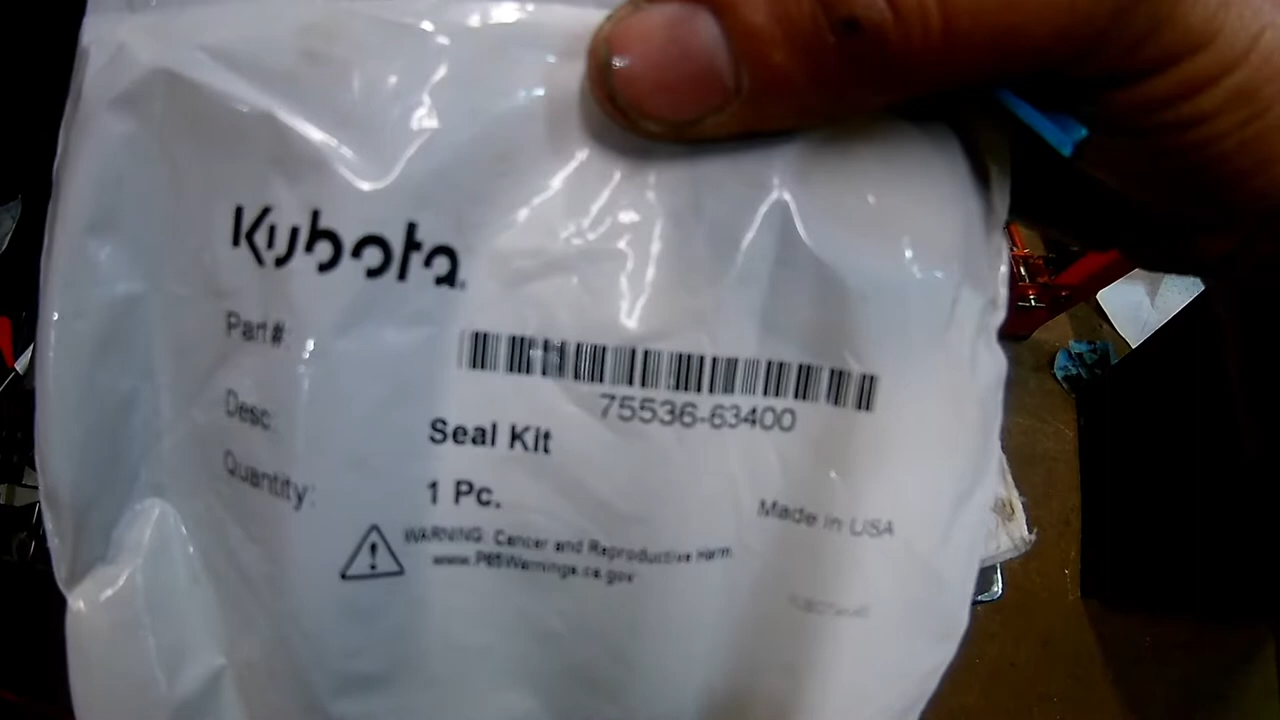 Kubota
Part#:
75536-63400
Desc:
Seal Kit
Quantity:
1 Pc.
Made in USA
WARNING: Cancer and Reproductive Harm
www.P65Warnings.ca.gov